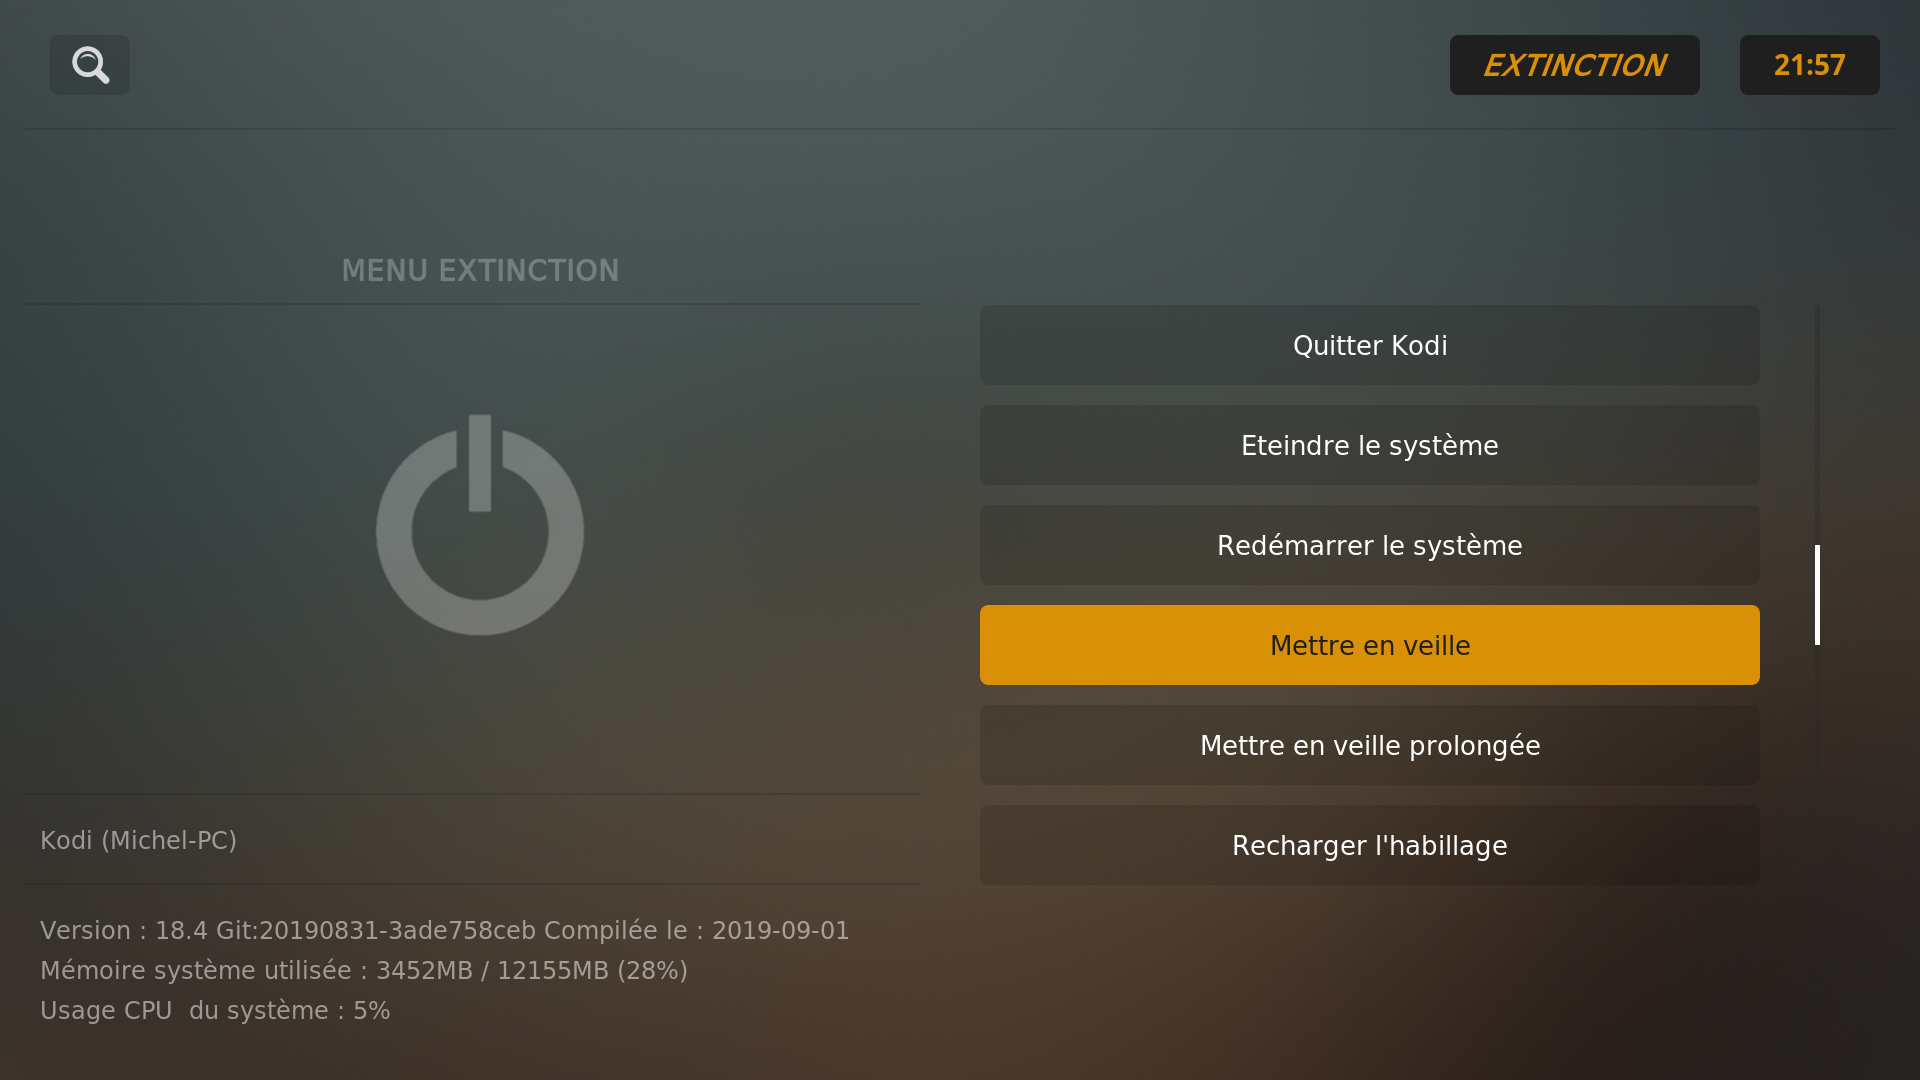 EXTINCTION
21:57
MENU EXTINCTION
Quitter Kodi
Eteindre le système
Redémarrer le système
Mettre en veille
Mettre en veille prolongée
Recharger l'habillage
Kodi (Michel-PC)
Version : 18.4 Git:20190831-3ade758ceb Compilée le : 2019-09-01
Mémoire système utilisée : 3452MB / 12155MB (28%)
Usage CPU  du système : 5%